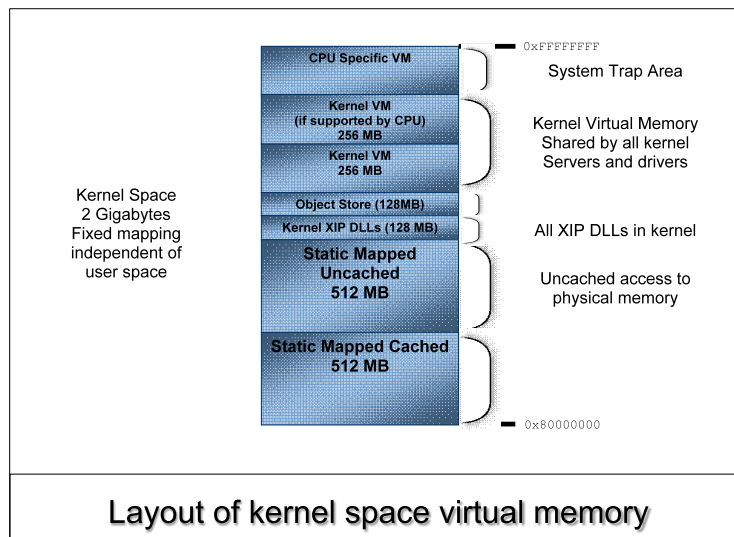 0xFFFFFFFF
CPU Specific VM
System Trap Area
Kernel VM
(if supported by CPU)
256 MB
Kernel Virtual Memory
Shared by all kernel
Servers and drivers
Kernel VM
256 MB
Kernel Space
2 Gigabytes
Fixed mapping
independent of
user space
Object Store (128MB)
Kernel XIP DLLs (128 MB)
All XIP DLLs in kernel
Static Mapped
Uncached
512 MB
Uncached access to
physical memory
Static Mapped Cached
512 MB
0x80000000
Layout of kernel space virtual memory